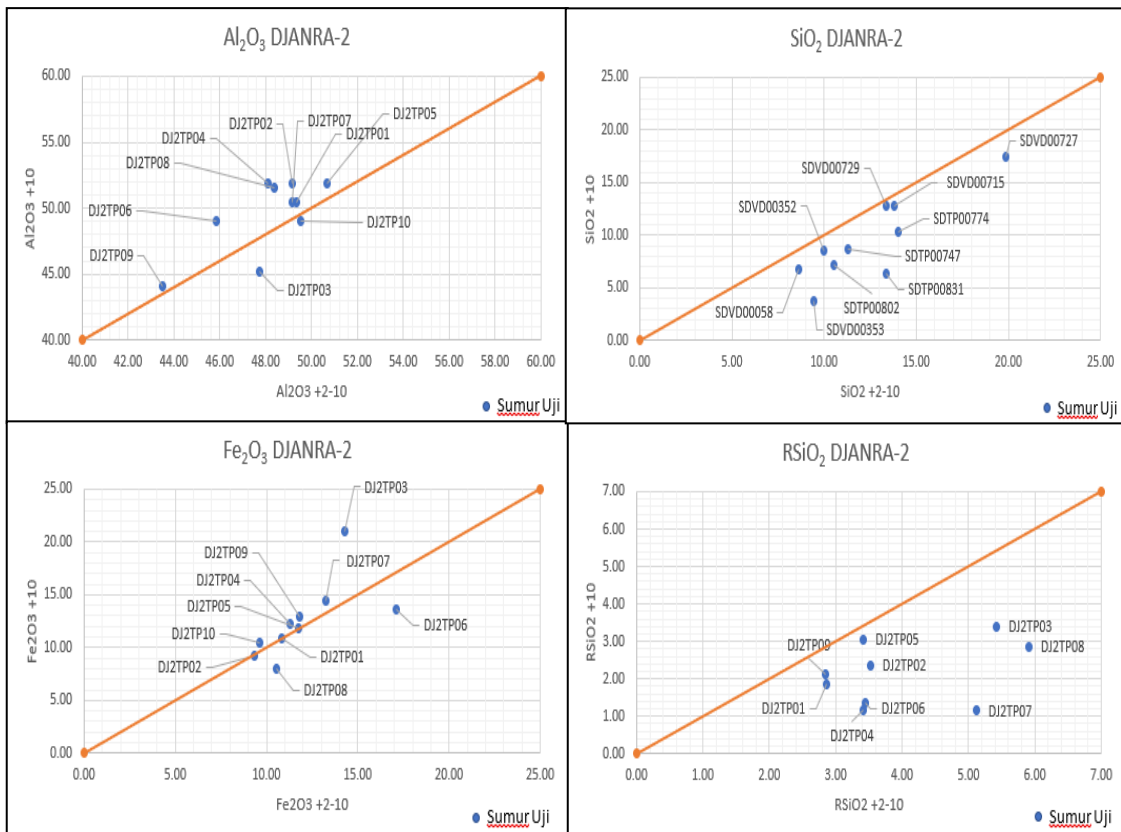 Al₂O₃ DJANRA-2
60.00
55.00
50.00
45.00
40.00
Al2O3 +10
DJ2TP05
DJ2TP07
DJ2TP02
DJ2TP01
DJ2TP04
DJ2TP08
DJ2TP06
DJ2TP10
DJ2TP09
DJ2TP03
40.00 42.00 44.00 46.00 48.00 50.00 52.00 54.00 56.00 58.00 60.00
Al2O3 +2-10
Sumur Uji
SiO₂ DJANRA-2
25.00
20.00
15.00
10.00
5.00
0.00
SiO2 +10
SDVD00727
SDVD00729
SDVD00715
SDVD00352
SDTP00774
SDTP00747
SDTP00831
SDTP00802
SDVD00058
SDVD00353
0.00 5.00 10.00 15.00 20.00 25.00
SiO2 +2-10
Sumur Uji
Fe₂O₃ DJANRA-2
25.00
20.00
15.00
10.00
5.00
0.00
Fe2O3 +10
DJ2TP03
DJ2TP09
DJ2TP07
DJ2TP04
DJ2TP05
DJ2TP06
DJ2TP10
DJ2TP01
DJ2TP02
DJ2TP08
0.00 5.00 10.00 15.00 20.00 25.00
Fe2O3 +2-10
Sumur Uji
RSiO₂ DJANRA-2
7.00
6.00
5.00
4.00
3.00
2.00
1.00
0.00
RSiO2 +10
DJ2TP03
DJ2TP09
DJ2TP05
DJ2TP08
DJ2TP02
DJ2TP01
DJ2TP06
DJ2TP07
DJ2TP04
0.00 1.00 2.00 3.00 4.00 5.00 6.00 7.00
RSiO2 +2-10
Sumur Uji